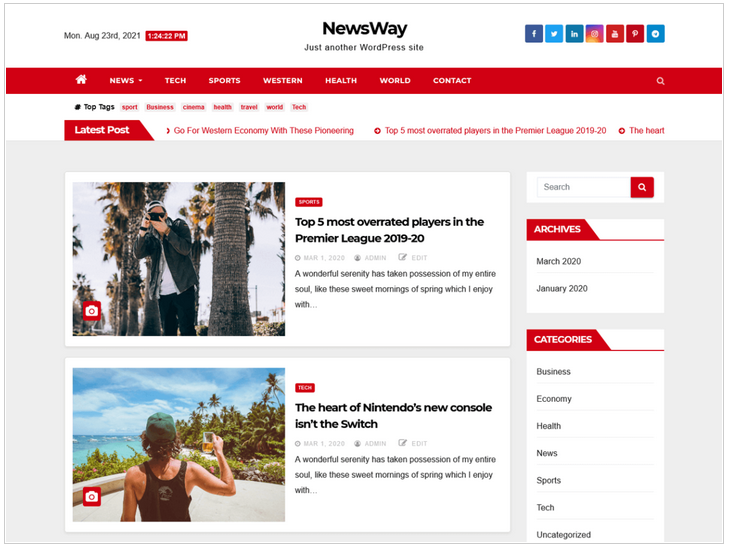 Mon. Aug 23rd, 2021 1:24:22 PM
NewsWay
Just another WordPress site
NEWS
TECH
SPORTS
WESTERN
HEALTH
WORLD
CONTACT
# Top Tags sport Business cinema health travel world Tech
Latest Post
Go For Western Economy With These Pioneering
Top 5 most overrated players in the Premier League 2019-20
The heart
SPORTS
Top 5 most overrated players in the
Premier League 2019-20
MAR 1, 2020 ADMIN EDIT
A wonderful serenity has taken possession of my entire
soul, like these sweet mornings of spring which I enjoy
with…
TECH
The heart of Nintendo’s new console
isn’t the Switch
MAR 1, 2020 ADMIN EDIT
A wonderful serenity has taken possession of my entire
soul, like these sweet mornings of spring which I enjoy
with…
Search
ARCHIVES
March 2020
January 2020
CATEGORIES
Business
Economy
Health
News
Sports
Tech
Uncategorized